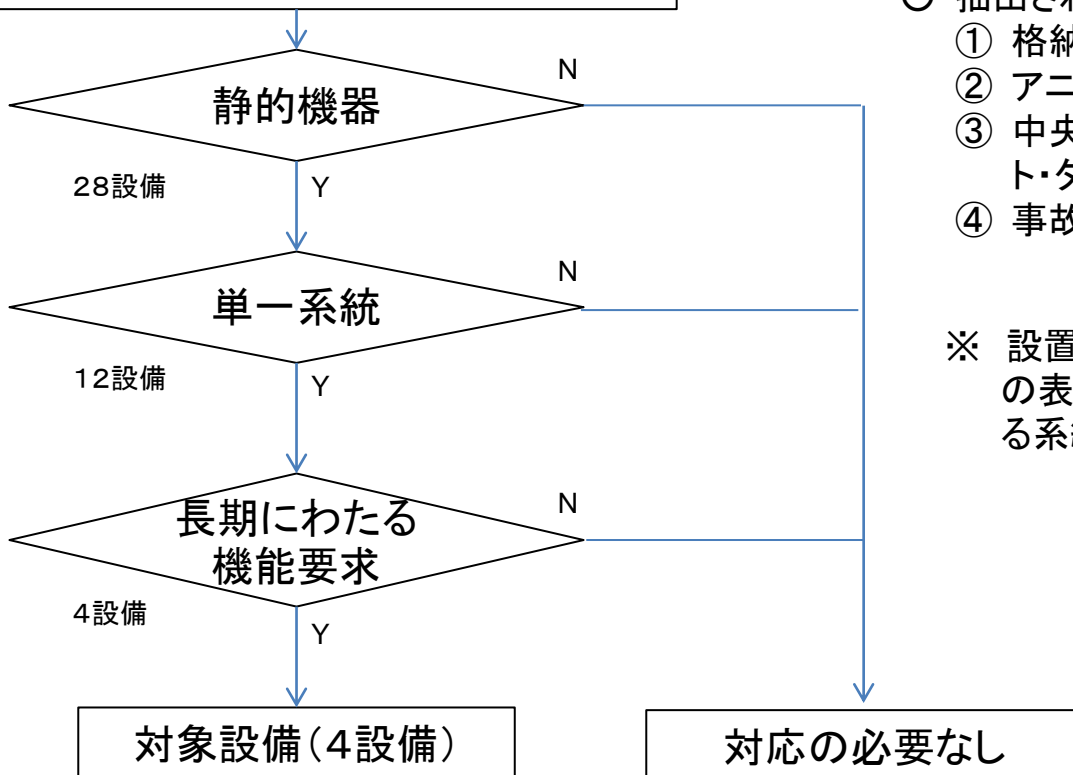 静的機器
N
28設備
Y
単一系統
N
12設備
Y
長期にわたる
機能要求
N
4設備
Y
対象設備(4設備)
対応の必要なし
① 格納
② アニ
③ 中央
ト・ダ
④ 事故
※ 設置
の表
る系